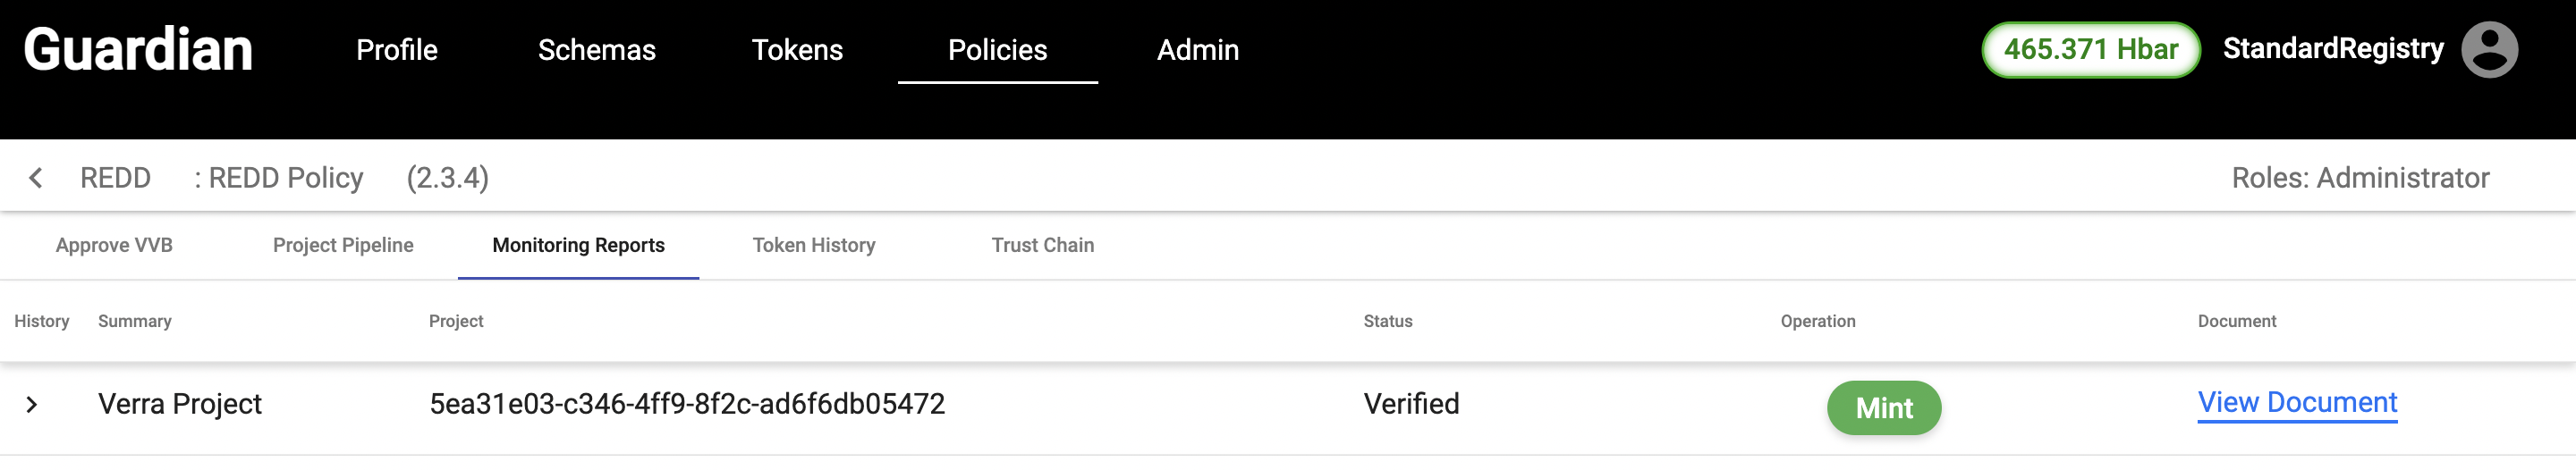 Guardian Profile Schemas Tokens Policies Admin 465.371 Hbar StandardRegistry
REDD : REDD Policy (2.3.4) Roles: Administrator
Approve VVB Project Pipeline Monitoring Reports Token History Trust Chain
History Summary Project Status Operation Document
Verra Project 5ea31e03-c346-4ff9-8f2c-ad6f6db05472 Verified Mint View Document